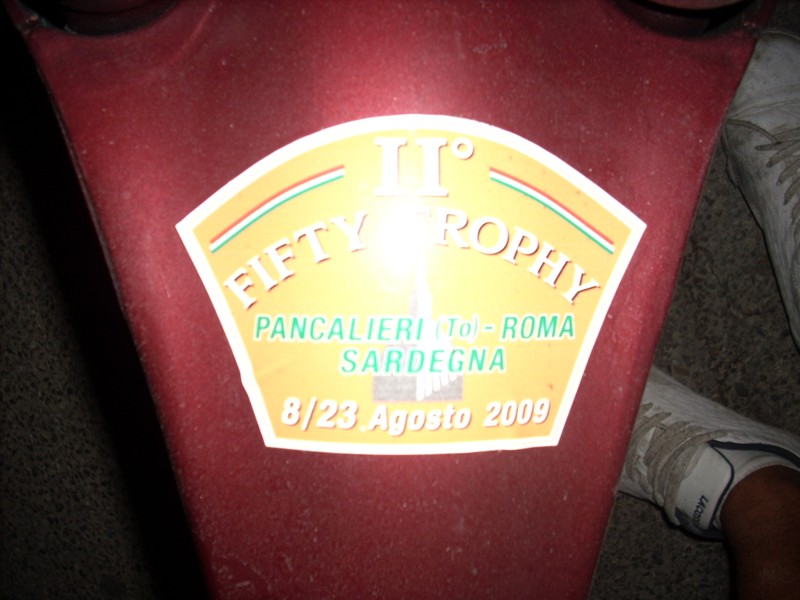 II°
FIFTY TROPHY
PANCALIERI (To) - ROMA
SARDEGNA
8/23 Agosto 2009